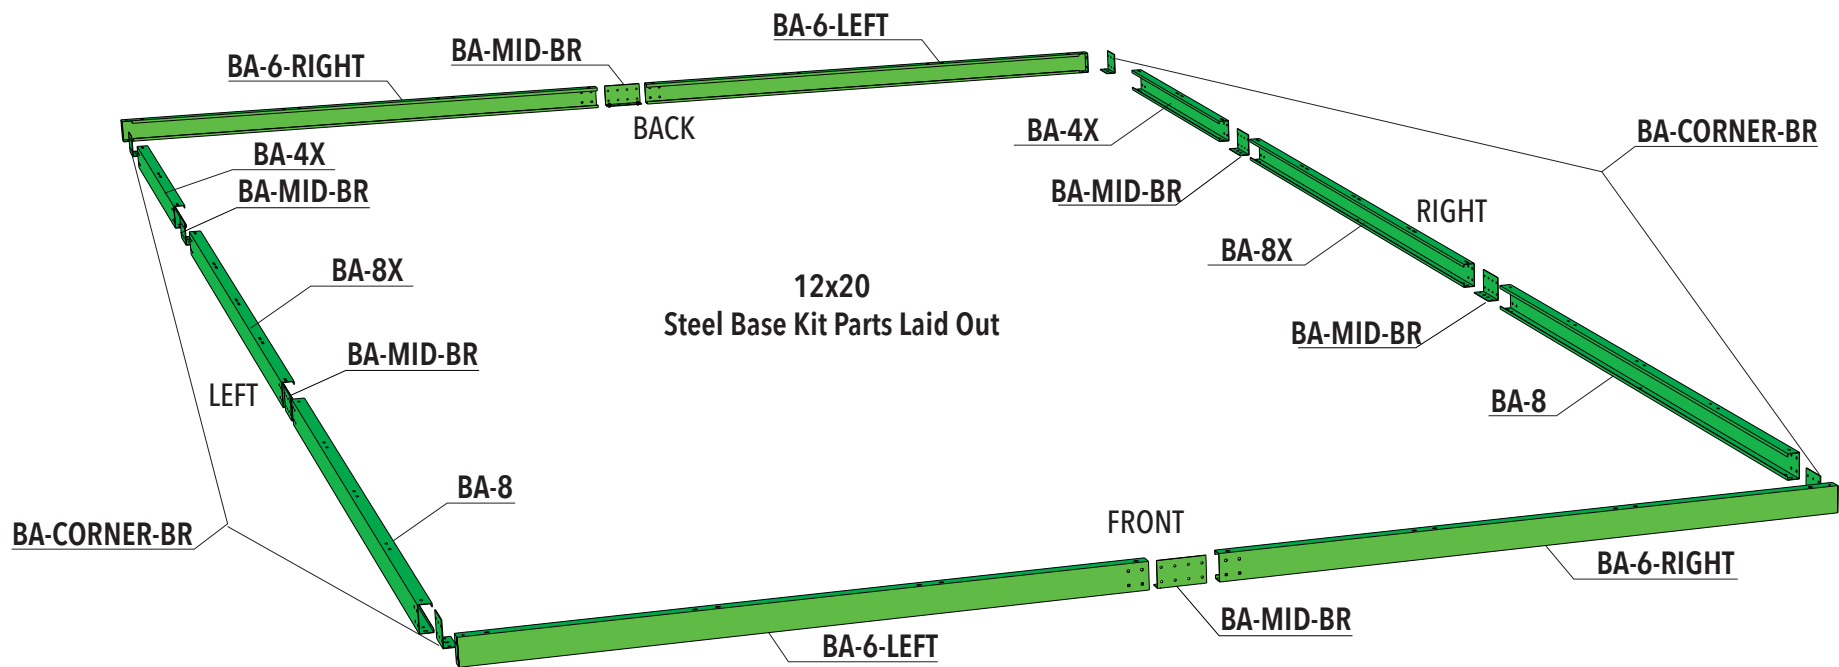 BA-6-LEFT
BA-MID-BR
BA-6-RIGHT
BACK
BA-4X
BA-CORNER-BR
BA-4X
BA-MID-BR
BA-MID-BR
RIGHT
BA-8X
BA-8X
12x20
Steel Base Kit Parts Laid Out
BA-MID-BR
BA-MID-BR
LEFT
BA-8
BA-8
BA-CORNER-BR
FRONT
BA-6-RIGHT
BA-MID-BR
BA-6-LEFT